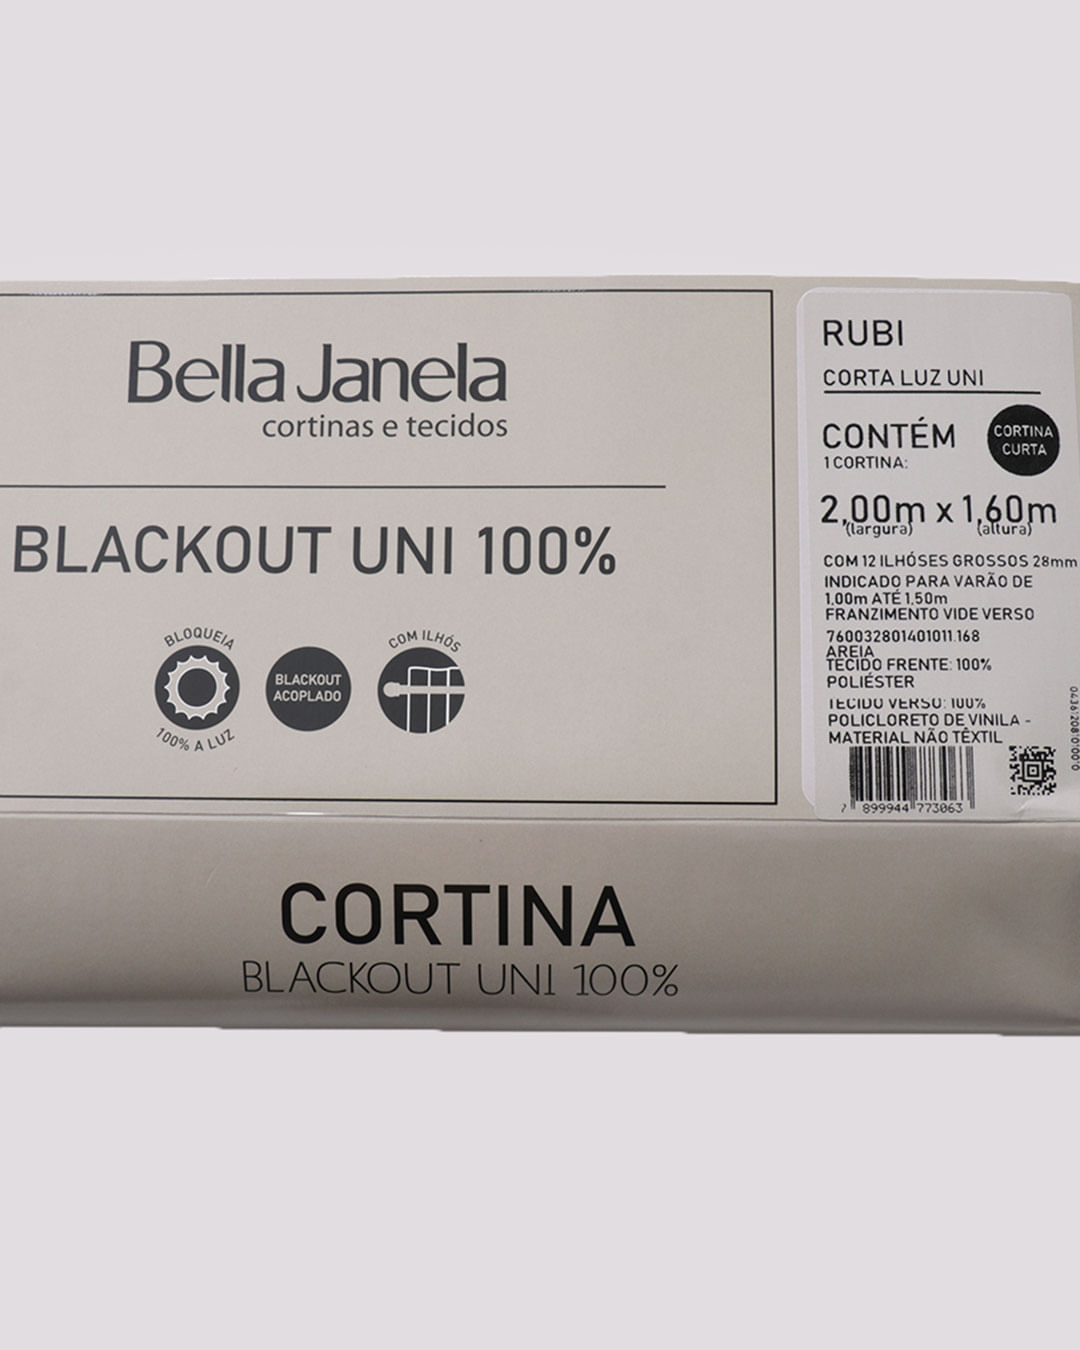 Bella Janela
cortinas e tecidos
BLACKOUT UNI 100%
BLOQUEIA
100% A LUZ
BLACKOUT
ACOPLADO
COM ILHÓS
RUBI
CORTA LUZ UNI
CONTÉM
1 CORTINA:
CORTINA
CURTA
2,00m x 1,60m
(largura) (altura)
COM 12 ILHÓSES GROSSOS 28mm
INDICADO PARA VARÃO DE
1,00m ATÉ 1,50m
FRANZIMENTO VIDE VERSO
760032801401011.168
AREIA
TECIDO FRENTE: 100%
POLIÉSTER
TECIDO VERSO: 100%
POLICLORETO DE VINILA -
MATERIAL NÃO TÊXTIL
7 899944 773063
CORTINA
BLACKOUT UNI 100%